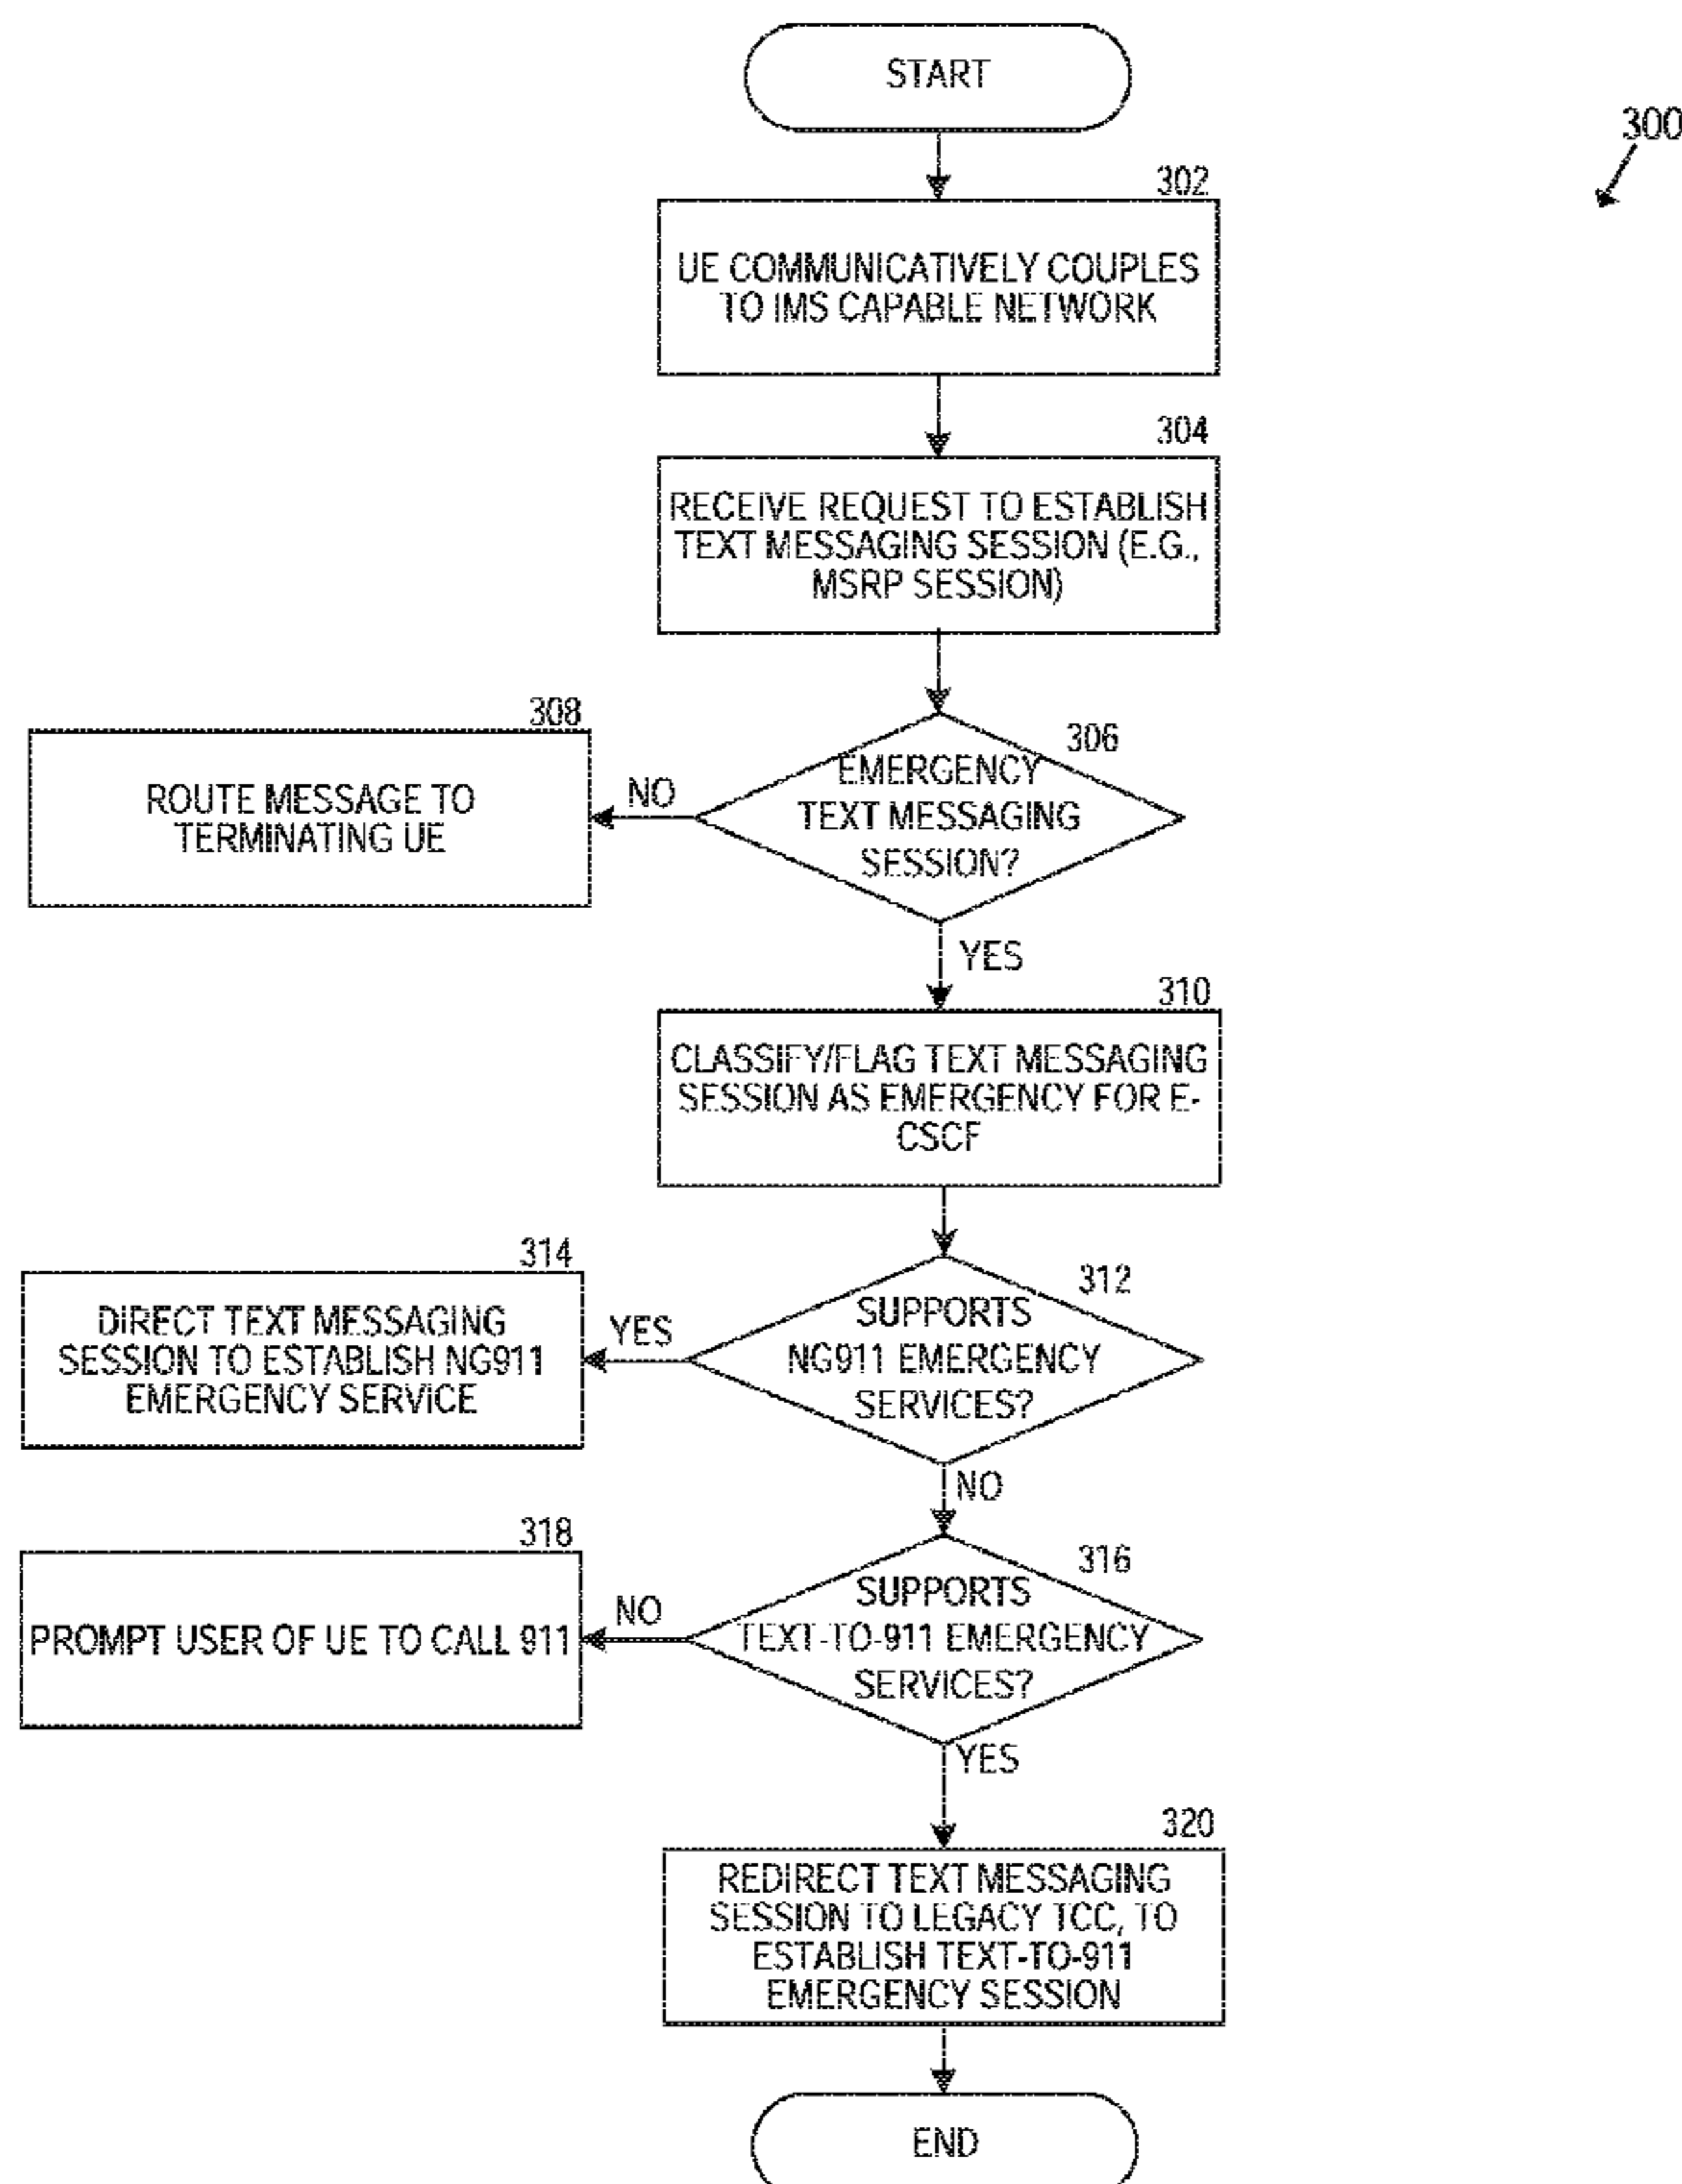 START
300
302
UE COMMUNICATIVELY COUPLES
TO IMS CAPABLE NETWORK
304
RECEIVE REQUEST TO ESTABLISH
TEXT MESSAGING SESSION (E.G.,
MSRP SESSION)
306
EMERGENCY
TEXT MESSAGING
SESSION?
NO
308
ROUTE MESSAGE TO
TERMINATING UE
YES
310
CLASSIFY/FLAG TEXT MESSAGING
SESSION AS EMERGENCY FOR E-
CSCF
312
SUPPORTS
NG911 EMERGENCY
SERVICES?
YES
314
DIRECT TEXT MESSAGING
SESSION TO ESTABLISH NG911
EMERGENCY SERVICE
NO
316
SUPPORTS
TEXT-TO-911 EMERGENCY
SERVICES?
NO
318
PROMPT USER OF UE TO CALL 911
YES
320
REDIRECT TEXT MESSAGING
SESSION TO LEGACY TCC, TO
ESTABLISH TEXT-TO-911
EMERGENCY SESSION
END